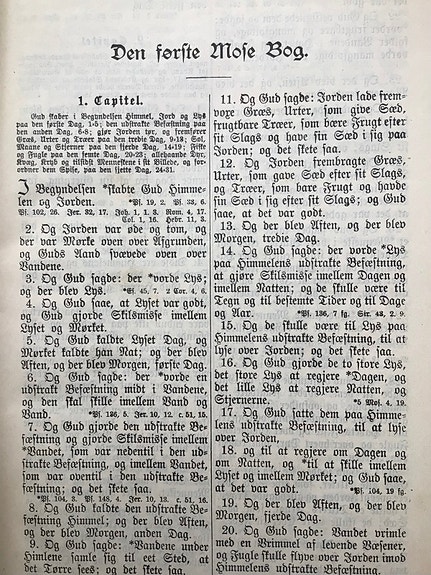 Den første Mose Bog.
1. Capitel.
Gud skaber i Begyndelsen Himmel, Jord og Lys
paa den første Dag, 1-5; den udstrakte Befæstning paa
den anden Dag, 6-8; gjør Jorden tør, og fremfører
Græs, Urter og Træer paa den tredie Dag, 9-13; Sol,
Maane og Stjerner paa den fjerde Dag, 14-19; Fiske
og Fugle paa den femte Dag, 20-23; allehaande Dyr,
Kvæg, Kryb og tilsidst Menneskene i sit Billede, og for-
ordner dem Spise, paa den sjette Dag, 24-31.
I Begyndelsen *skabte Gud Himme-
len og Jorden. *Ps. 19, 2. Ps. 33, 6.
Ps. 102, 26. Jer. 32, 17. Joh. 1, 1. 3. Rom. 4, 17.
Col. 1, 16. Hebr. 11, 3.
2. Og Jorden var øde og tom, og
der var Mørke oven over Afgrunden,
og Guds Aand svævede oven over
Vandene.
3. Og Gud sagde: der *vorde Lys;
og der blev Lys. *Es. 45, 7. 2 Cor. 4, 6.
4. Og Gud saae, at Lyset var godt,
og Gud gjorde Skilsmisse imellem
Lyset og Mørket.
5. Og Gud kaldte Lyset Dag, og
Mørket kaldte han Nat; og der blev
Aften, og der blev Morgen, første Dag.
6. Og Gud sagde: der *vorde en
udstrakt Befæstning midt i Vandene,
og den skal skille imellem Vand og
Vand. *Ps. 136, 5. Jer. 10, 12. c. 51, 15.
7. Og Gud gjorde den udstrakte Be-
fæstning og gjorde Skilsmisse imellem
*Vandet, som var nedentil i den ud-
strakte Befæstning, og imellem Vandet,
som var oventil i den udstrakte Be-
fæstning; og det skete saa.
*Ps. 104, 3. Ps. 148, 4. Jer. 10, 13. c. 51, 16.
8. Og Gud kaldte den udstrakte Be-
fæstning Himmel; og der blev Aften,
og der blev Morgen, anden Dag.
9. Og Gud sagde: *Vandene under
Himlene samle sig til eet Sted, at
det Tørre sees; og det skete saa.
11. Og Gud sagde: Jorden lade frem-
vore Græs, Urter, som give Sæd,
frugtbare Træer, som bære Frugt efter
sit Slags og have sin Sæd i sig paa
Jorden; og det skete saa.
12. Og Jorden frembragte Græs,
Urter, som gave Sæd efter sit Slags,
og Træer, som bare Frugt og havde
sin Sæd i sig efter sit Slags; og Gud
saae, at det var godt.
13. Og der blev Aften, og der blev
Morgen, tredie Dag.
14. Og Gud sagde: der vorde *Lys
paa Himmelens udstrakte Befæstning,
at gjøre Skilsmisse imellem Dagen og
imellem Natten; og de skulle være til
Tegn og til bestemte Tider og til Dage
og Aar. *Ps. 136, 7 fg. Sir. 43, 2. 9.
15. Og de skulle være til Lys paa
Himmelens udstrakte Befæstning, til at
lyse over Jorden; og det skete saa.
16. Og Gud gjorde de to store Lys,
det store Lys at regjere *Dagen, og
det lille Lys at regjere Natten, og
Stjernerne. *5 Mos. 4, 19.
17. Og Gud satte dem paa Himme-
lens udstrakte Befæstning, til at lyse
over Jorden,
18. og til at regjere om Dagen og
om Natten, og *til at skille imellem
Lyset og imellem Mørket; og Gud saae,
at det var godt. *Ps. 104, 19 fg.
19. Og der blev Aften, og der blev
Morgen, fjerde Dag.
20. Og Gud sagde: Vandet vrimle
med en Vrimmel af levende Væsener,
og Fugle skulle flyve over Jorden imod
Himmelens udstrakte Befæstning.